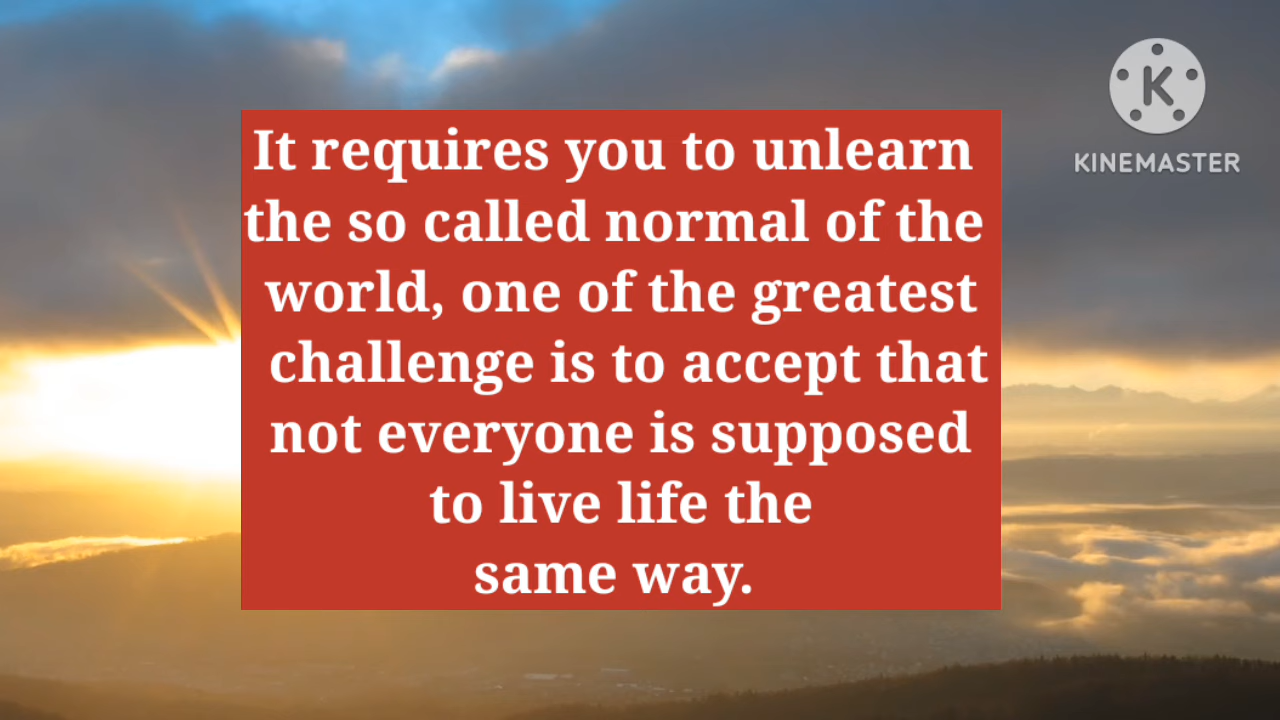 It requires you to unlearn
the so called normal of the
world, one of the greatest
challenge is to accept that
not everyone is supposed
to live life the
same way.
K
KINEMASTER